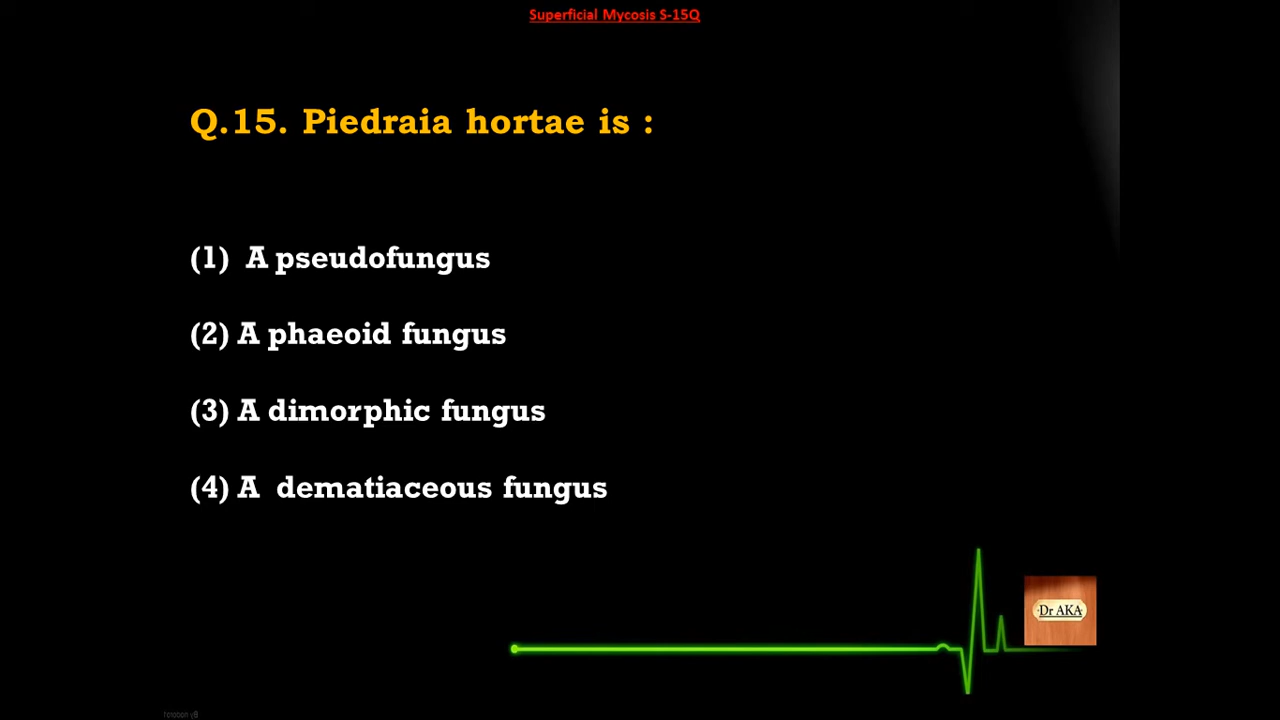 Superficial Mycosis S-15Q
Q.15. Piedraia hortae is :
(1) A pseudofungus
(2) A phaeoid fungus
(3) A dimorphic fungus
(4) A dematiaceous fungus
Dr AKA